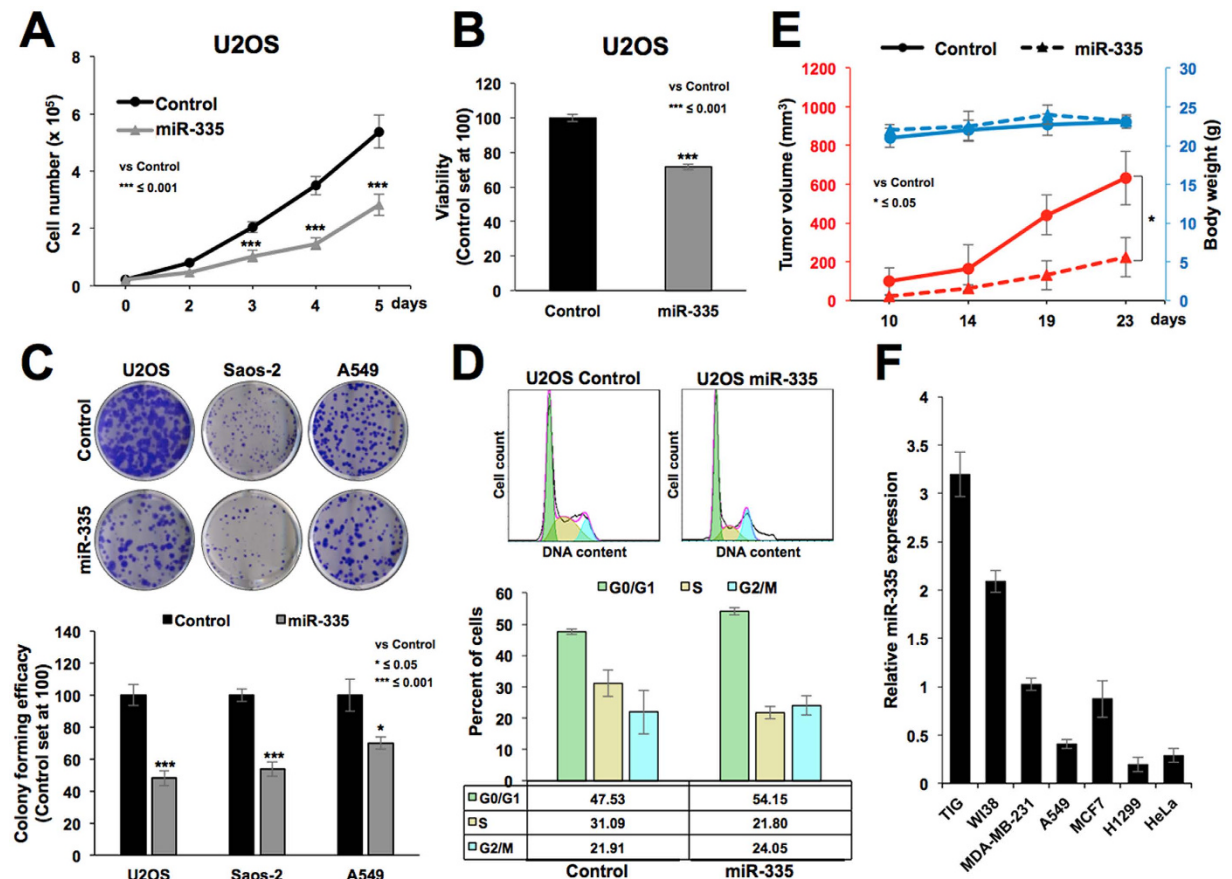 A
U2OS
Cell number (x 10⁵)
8
6
4
2
0
Control
miR-335
vs Control
*** ≤ 0.001
***
***
***
0 2 3 4 5 days
B
U2OS
Viability
(Control set at 100)
120
100
80
60
40
20
0
vs Control
*** ≤ 0.001
***
Control miR-335
E
Control miR-335
Tumor volume (mm³)
1200
1000
800
600
400
200
0
vs Control
* ≤ 0.05
*
30
25
20
15
10
5
0
Body weight (g)
10 14 19 23 days
C
U2OS Saos-2 A549
Control
miR-335
Control miR-335
Colony forming efficacy
(Control set at 100)
140
120
100
80
60
40
20
0
vs Control
* ≤ 0.05
*** ≤ 0.001
***
***
*
U2OS Saos-2 A549
D
U2OS Control U2OS miR-335
Cell count
Cell count
DNA content DNA content
G0/G1 S G2/M
Percent of cells
60
50
40
30
20
10
0
G0/G1 47.53 54.15
S 31.09 21.80
G2/M 21.91 24.05
Control miR-335
F
Relative miR-335 expression
4
3.5
3
2.5
2
1.5
1
0.5
0
TIG
WI38
MDA-MB-231
A549
MCF7
H1299
HeLa